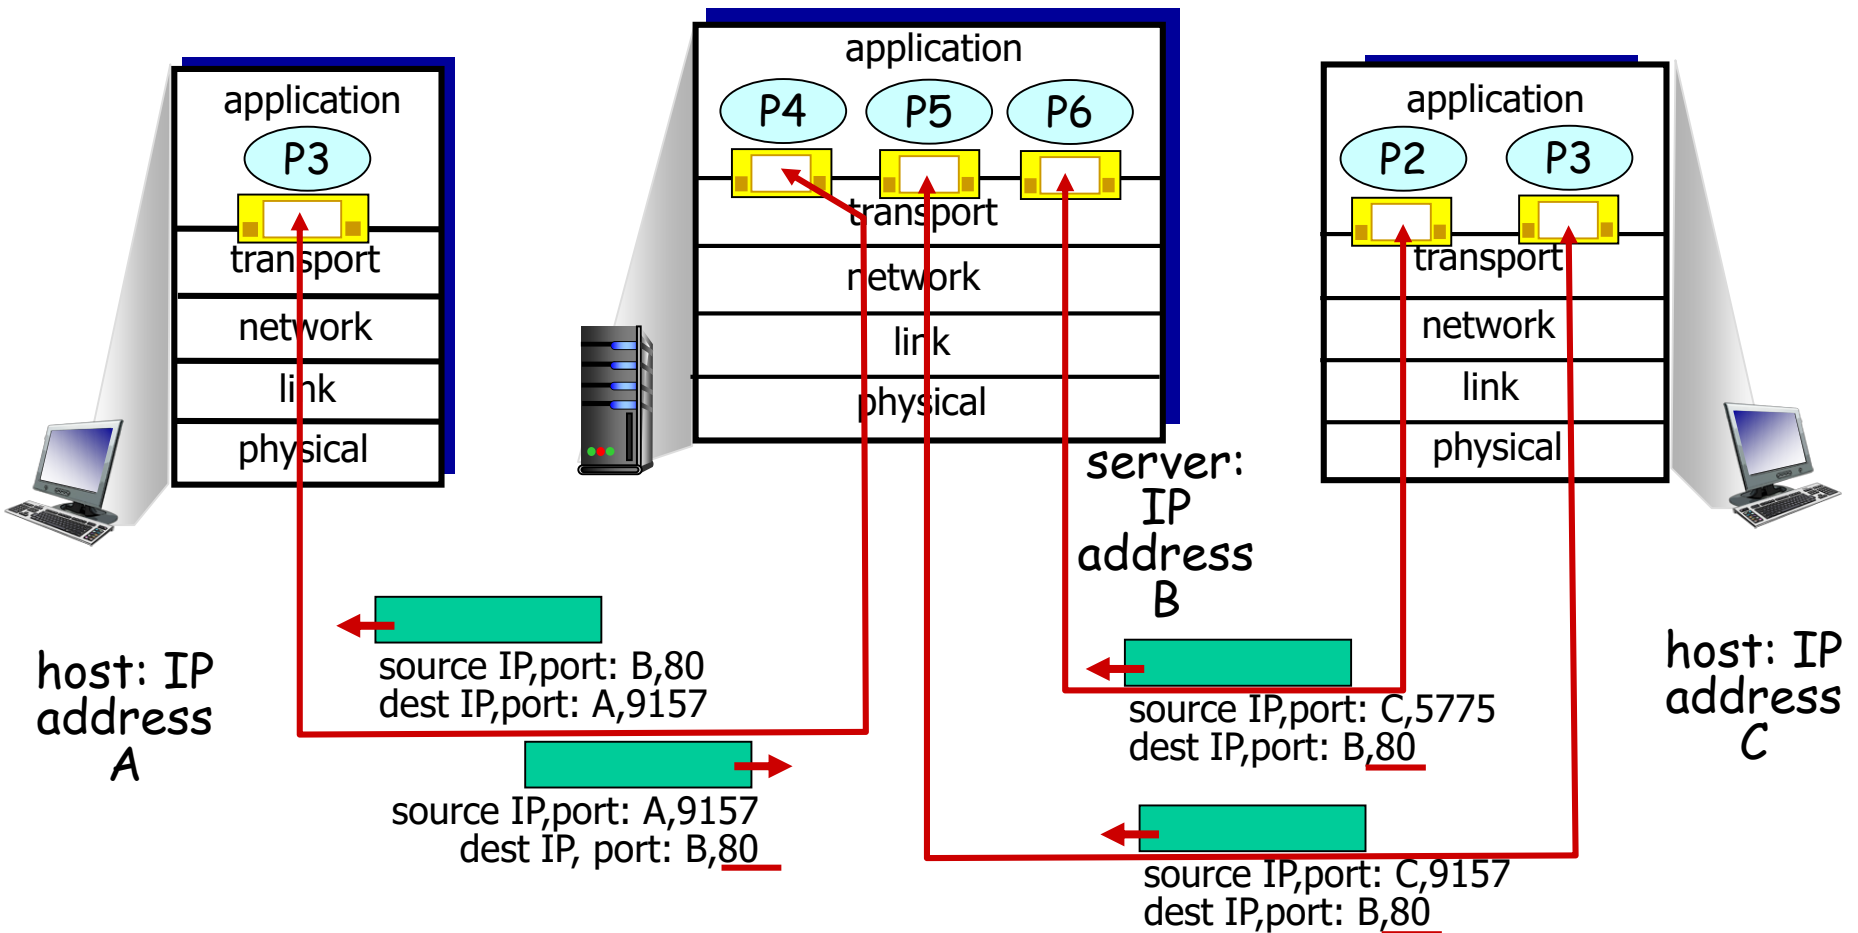 application
P3
transport
network
link
physical
host: IP
address
A
application
P4
P5
P6
transport
network
link
physical
server:
IP
address
B
application
P2
P3
transport
network
link
physical
host: IP
address
C
source IP,port: B,80
dest IP,port: A,9157
source IP,port: A,9157
dest IP, port: B,80
source IP,port: C,5775
dest IP,port: B,80
source IP,port: C,9157
dest IP,port: B,80